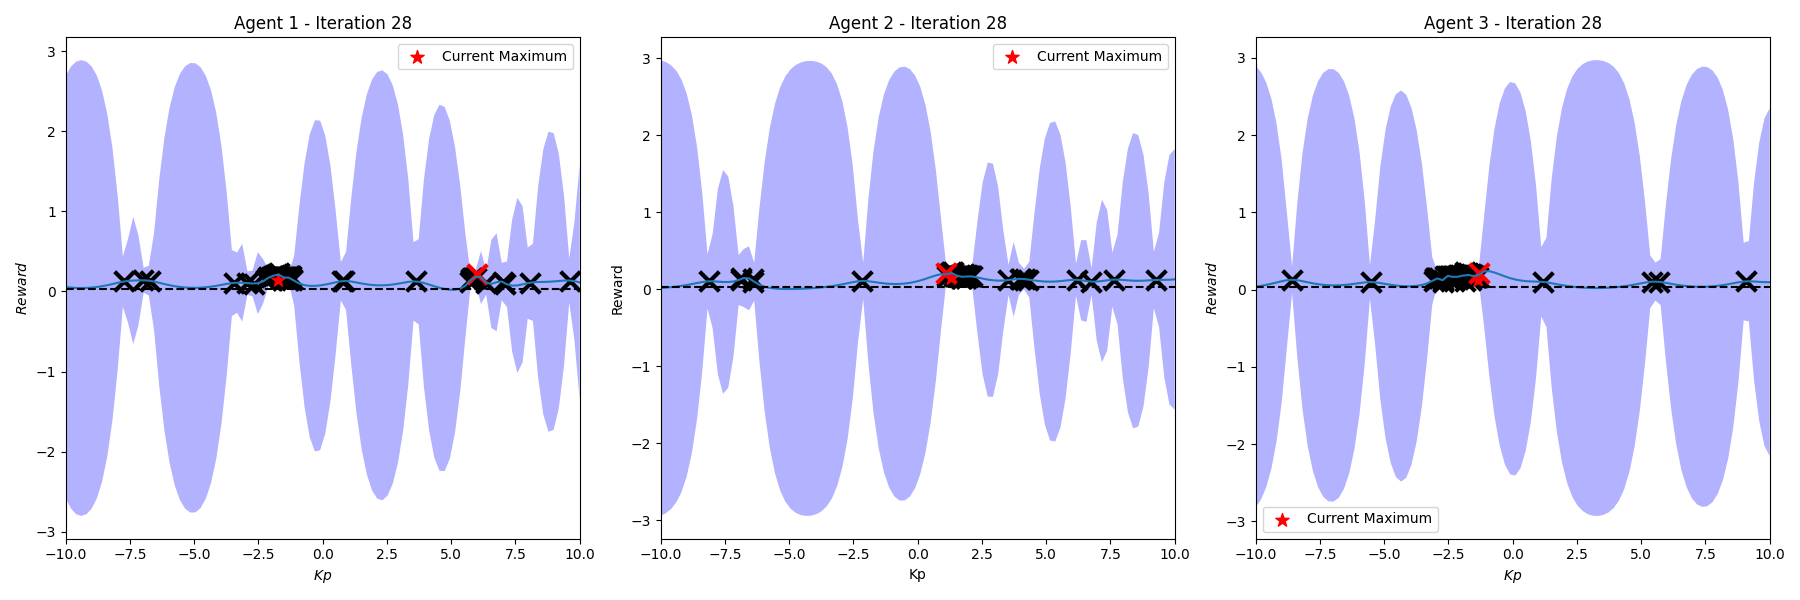 Agent 1 - Iteration 28
Current Maximum
3
2
1
0
−1
−2
−3
Reward
−10.0 −7.5 −5.0 −2.5 0.0 2.5 5.0 7.5 10.0
Kp
Agent 2 - Iteration 28
Current Maximum
3
2
1
0
−1
−2
−3
Reward
−10.0 −7.5 −5.0 −2.5 0.0 2.5 5.0 7.5 10.0
Kp
Agent 3 - Iteration 28
3
2
1
0
−1
−2
−3
Reward
Current Maximum
−10.0 −7.5 −5.0 −2.5 0.0 2.5 5.0 7.5 10.0
Kp